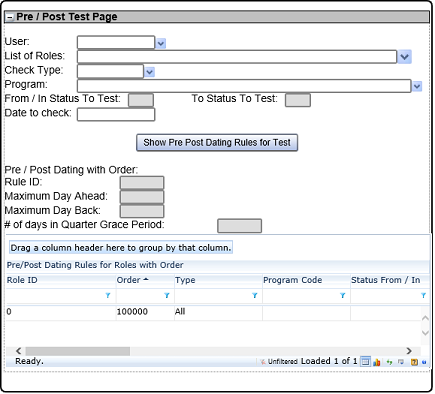 Pre / Post Test Page
User:
List of Roles:
Check Type:
Program:
From / In Status To Test: To Status To Test:
Date to check:
Show Pre Post Dating Rules for Test
Pre / Post Dating with Order:
Rule ID:
Maximum Day Ahead:
Maximum Day Back:
# of days in Quarter Grace Period:
Drag a column header here to group by that column.
Pre/Post Dating Rules for Roles with Order
Role ID Order Type Program Code Status From / In
0 100000 All
Ready. Unfiltered Loaded 1 of 1